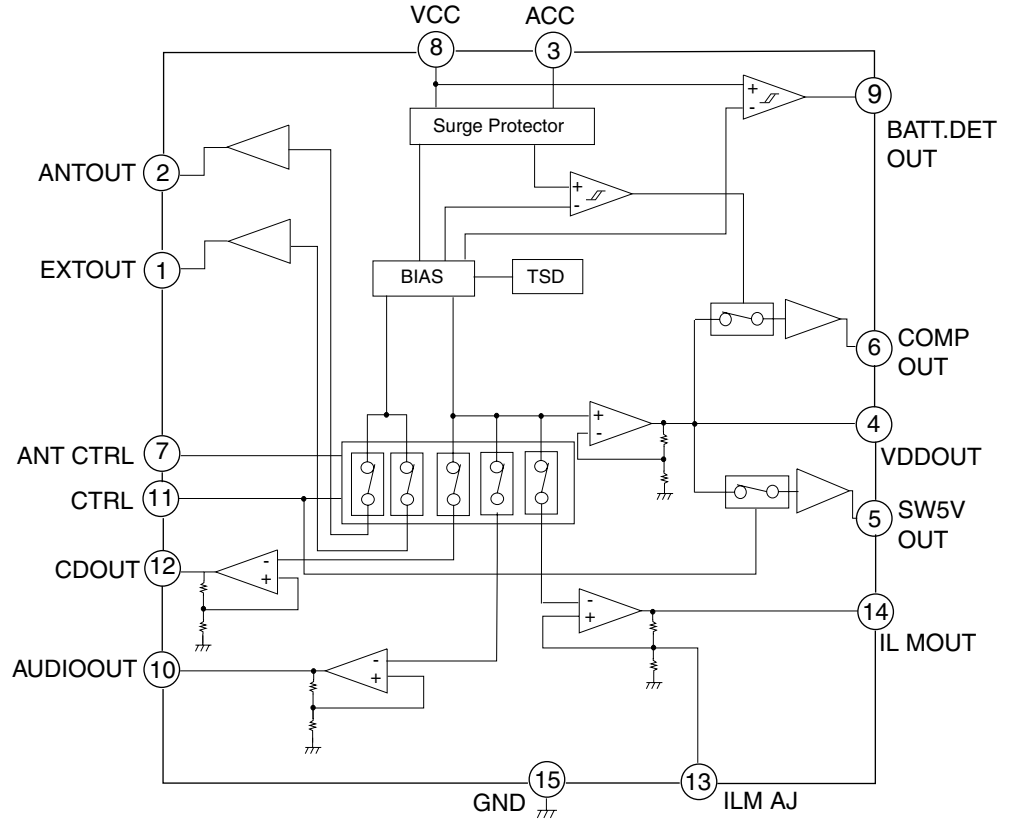 VCC ACC
8 3
+
-
9
BATT.DET
OUT
Surge Protector
ANTOUT 2
+
-
EXTOUT 1
BIAS TSD
6 COMP
OUT
+
-
4
VDDOUT
ANT CTRL 7
CTRL 11
5 SW5V
OUT
CDOUT 12
-
+
-
+
14
IL MOUT
AUDIOOUT 10
-
+
15
GND
13
ILM AJ